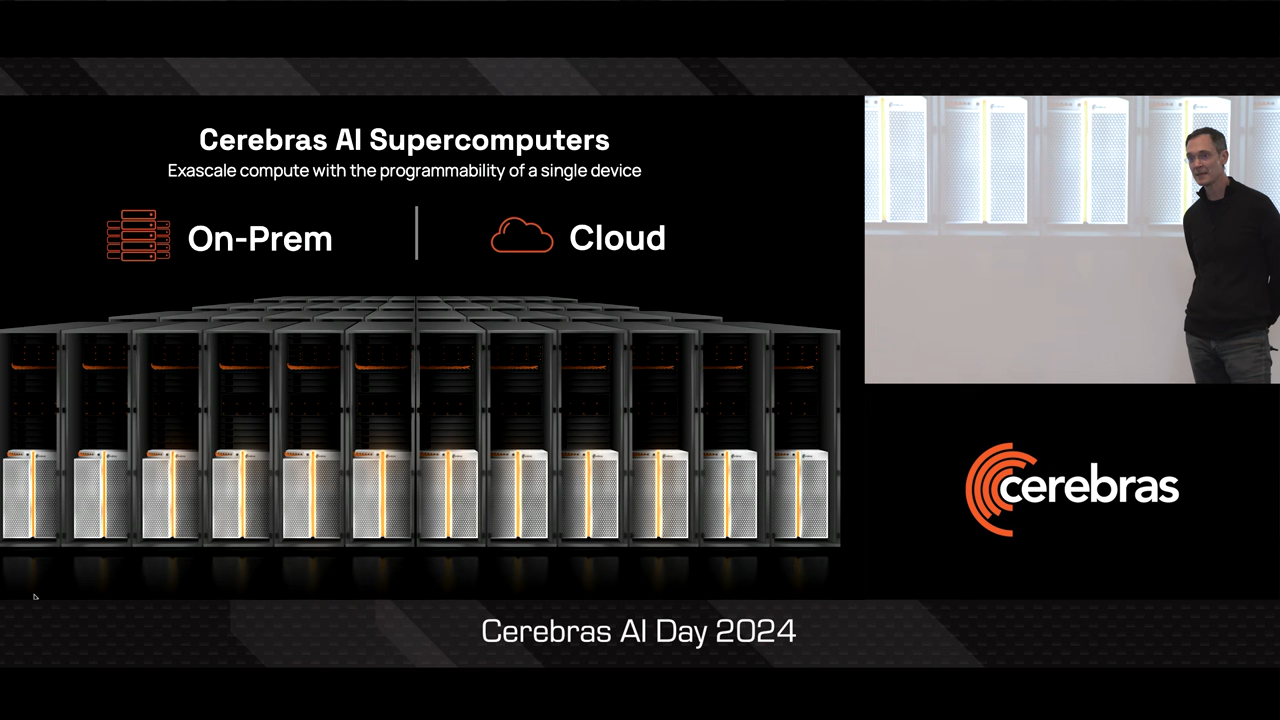 Cerebras AI Supercomputers
Exascale compute with the programmability of a single device
On-Prem
Cloud
cerebras
Cerebras AI Day 2024